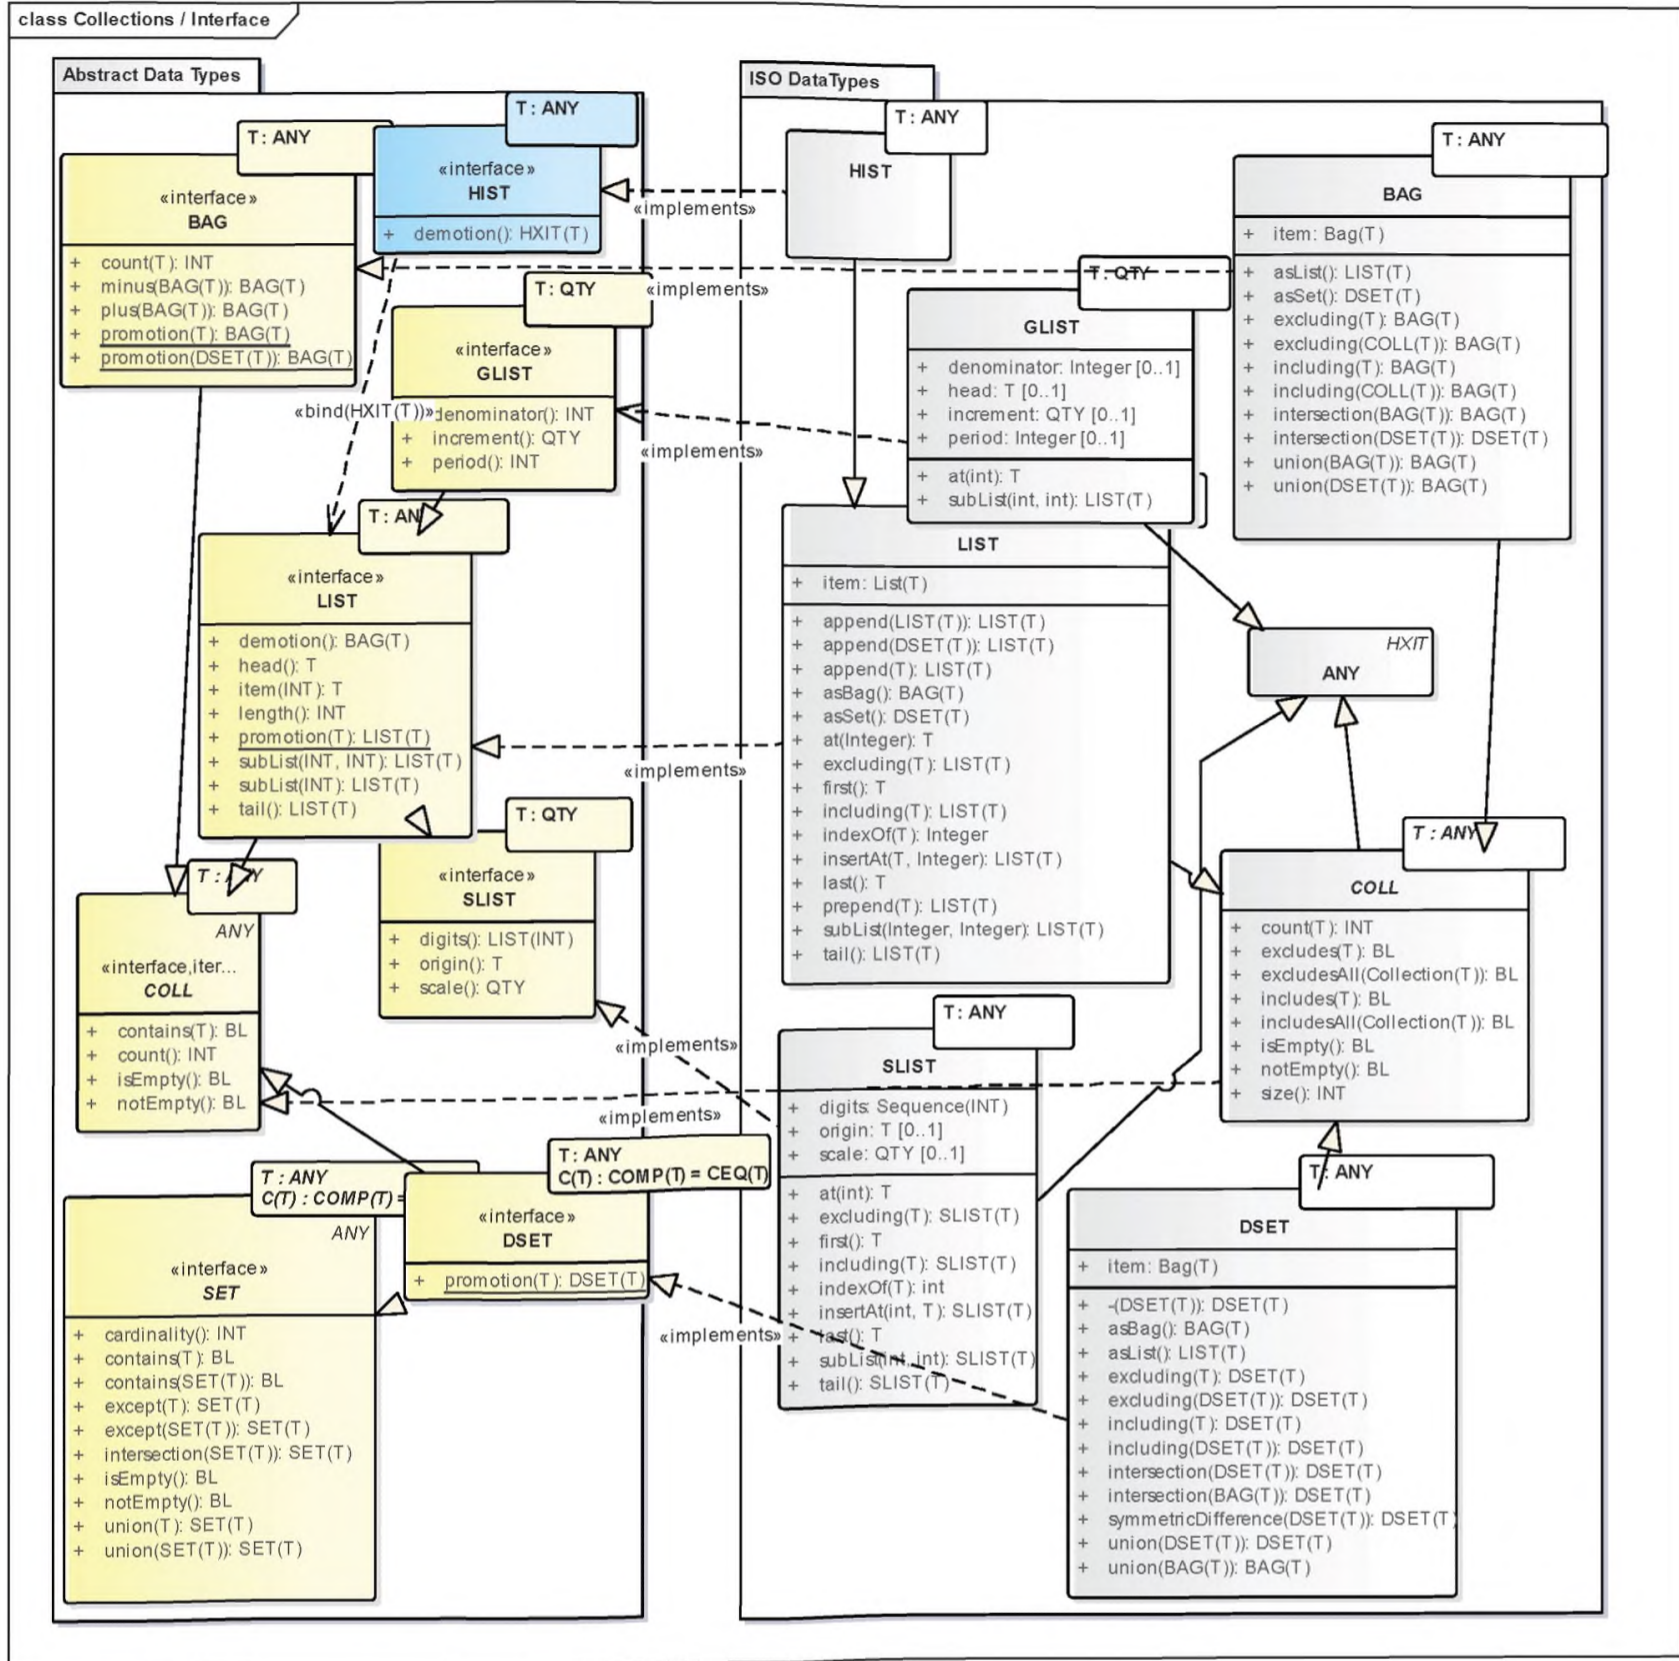 class Collections / Interface
Abstract Data Types
T : ANY
«interface»
BAG
+ count(T): INT
+ minus(BAG(T)): BAG(T)
+ plus(BAG(T)): BAG(T)
+ promotion(T): BAG(T)
+ promotion(DSET(T)): BAG(T)
T : ANY
«interface»
HIST
+ demotion(): HXIT(T)
T : QTY
«interface»
GLIST
denominator(): INT
+ increment(): QTY
+ period(): INT
«bind(HXIT(T))»
T : AN
«interface»
LIST
+ demotion(): BAG(T)
+ head(): T
+ item(INT): T
+ length(): INT
+ promotion(T): LIST(T)
+ subList(INT, INT): LIST(T)
+ subList(INT): LIST(T)
+ tail(): LIST(T)
T : QTY
«interface»
SLIST
+ digits(): LIST(INT)
+ origin(): T
+ scale(): QTY
T : ANY
ANY
«interface,iter...
COLL
+ contains(T): BL
+ count(): INT
+ isEmpty(): BL
+ notEmpty(): BL
T : ANY
C(T) : COMP(T) =
ANY
«interface»
SET
+ cardinality(): INT
+ contains(T): BL
+ contains(SET(T)): BL
+ except(T): SET(T)
+ except(SET(T)): SET(T)
+ intersection(SET(T)): SET(T)
+ isEmpty(): BL
+ notEmpty(): BL
+ union(T): SET(T)
+ union(SET(T)): SET(T)
T : ANY
C(T) : COMP(T) = CEQ(T)
«interface»
DSET
+ promotion(T): DSET(T)
«implements»
«implements»
«implements»
«implements»
«implements»
«implements»
«implements»
ISO DataTypes
T : ANY
HIST
T : QTY
GLIST
+ denominator: Integer [0..1]
+ head: T [0..1]
+ increment: QTY [0..1]
+ period: Integer [0..1]
+ at(int): T
+ subList(int, int): LIST(T)
T : ANY
BAG
+ item: Bag(T)
+ asList(): LIST(T)
+ asSet(): DSET(T)
+ excluding(T): BAG(T)
+ excluding(COLL(T)): BAG(T)
+ including(T): BAG(T)
+ including(COLL(T)): BAG(T)
+ intersection(BAG(T)): BAG(T)
+ intersection(DSET(T)): DSET(T)
+ union(BAG(T)): BAG(T)
+ union(DSET(T)): BAG(T)
LIST
+ item: List(T)
+ append(LIST(T)): LIST(T)
+ append(DSET(T)): LIST(T)
+ append(T): LIST(T)
+ asBag(): BAG(T)
+ asSet(): DSET(T)
+ at(Integer): T
+ excluding(T): LIST(T)
+ first(): T
+ including(T): LIST(T)
+ indexOf(T): Integer
+ insertAt(T, Integer): LIST(T)
+ last(): T
+ prepend(T): LIST(T)
+ subList(Integer, Integer): LIST(T)
+ tail(): LIST(T)
HXIT
ANY
T : ANY
COLL
+ count(T): INT
+ excludes(T): BL
+ excludesAll(Collection(T)): BL
+ includes(T): BL
+ includesAll(Collection(T)): BL
+ isEmpty(): BL
+ notEmpty(): BL
+ size(): INT
T : ANY
SLIST
+ digits: Sequence(INT)
+ origin: T [0..1]
+ scale: QTY [0..1]
+ at(int): T
+ excluding(T): SLIST(T)
+ first(): T
+ including(T): SLIST(T)
+ indexOf(T): int
+ insertAt(int, T): SLIST(T)
+ last(): T
+ subList(int, int): SLIST(T)
+ tail(): SLIST(T)
T : ANY
DSET
+ item: Bag(T)
+ -(DSET(T)): DSET(T)
+ asBag(): BAG(T)
+ asList(): LIST(T)
+ excluding(T): DSET(T)
+ excluding(DSET(T)): DSET(T)
+ including(T): DSET(T)
+ including(DSET(T)): DSET(T)
+ intersection(DSET(T)): DSET(T)
+ intersection(BAG(T)): DSET(T)
+ symmetricDifference(DSET(T)): DSET(T)
+ union(DSET(T)): DSET(T)
+ union(BAG(T)): BAG(T)